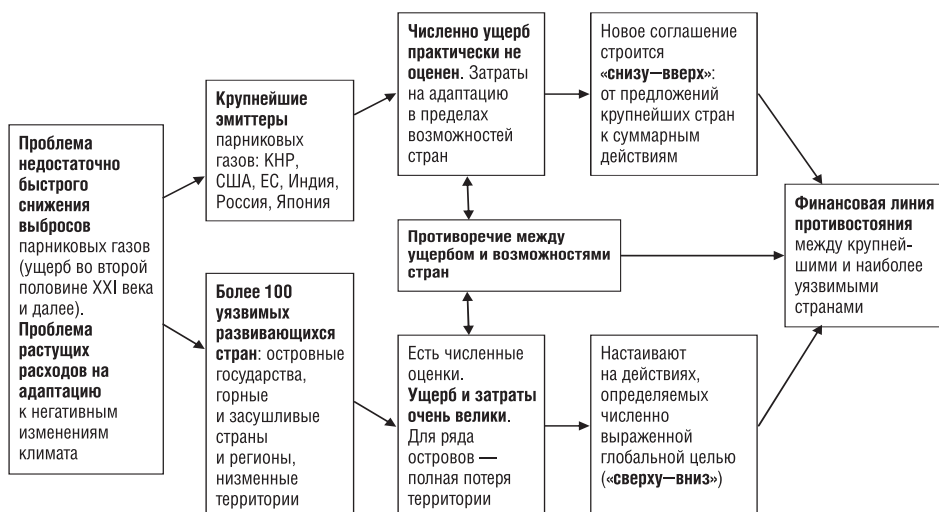 Проблема
недостаточно
быстрого
снижения
выбросов
парниковых газов
(ущерб во второй
половине XXI века
и далее).
Проблема
растущих
расходов на
адаптацию
к негативным
изменениям
климата
Крупнейшие
эмиттеры
парниковых
газов: КНР,
США, ЕС, Индия,
Россия, Япония
Более 100
уязвимых
развивающихся
стран: островные
государства,
горные
и засушливые
страны
и регионы,
низменные
территории
Численно ущерб
практически не
оценен. Затраты
на адаптацию
в пределах
возможностей
стран
Противоречие между
ущербом и возможностями
стран
Есть численные
оценки.
Ущерб и затраты
очень велики.
Для ряда
островов —
полная потеря
территории
Новое соглашение
строится
«снизу—вверх»:
от предложений
крупнейших стран
к суммарным
действиям
Настаивают
на действиях,
определяемых
численно
выраженной
глобальной целью
(«сверху—вниз»)
Финансовая линия
противостояния
между крупней-
шими и наиболее
уязвимыми
странами